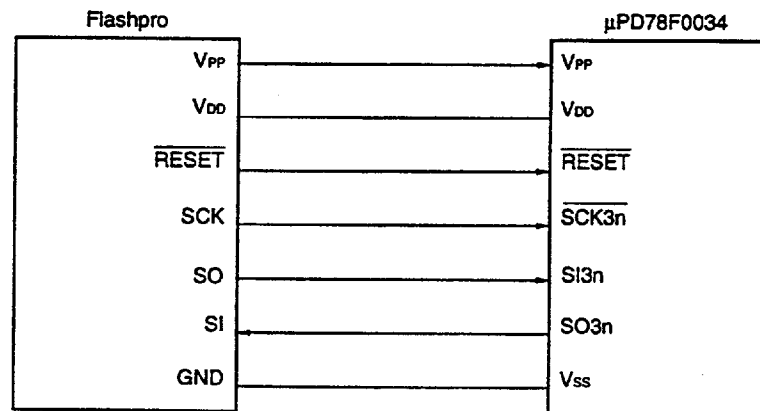 Flashpro
μPD78F0034
VPP
VPP
VDD
VDD
RESET
RESET
SCK
SCK3n
SO
SI3n
SI
SO3n
GND
VSS